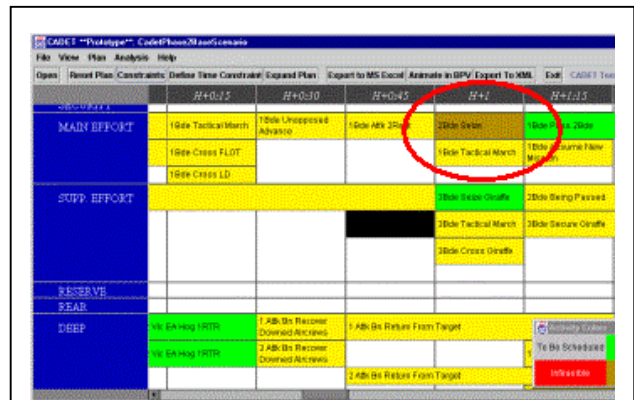 CADET **Prototype**: CadetPhase2BaseScenario
File View Plan Analysis Help
Open Reset Plan Constraints Define Time Constraint Expand Plan Export to MS Excel Animate in BPV Export To XML Exit CADET
H+0:15 H+0:30 H+0:45 H+1 H+1:15
SECURITY
MAIN EFFORT
1Bde Tactical March
1Bde Unopposed Advance
1Bde Atk
2Bde Seize
1Bde Pass 2Bde
1Bde Cross FLOT
1Bde Tactical March
1Bde Assume New Mission
1Bde Cross LD
SUPP. EFFORT
3Bde Seize Giraffe
3Bde Being Passed
3Bde Tactical March
3Bde Secure Giraffe
3Bde Cross Giraffe
RESERVE
REAR
DEEP
Vic EA Hog 1RTR
1 Atk Bn Recover Downed Aircrews
1 Atk Bn Return From Target
Vic EA Hog 1RTR
2 Atk Bn Recover Downed Aircrews
2 Atk Bn Return From Target
Activity Colors
To Be Scheduled
Infeasible